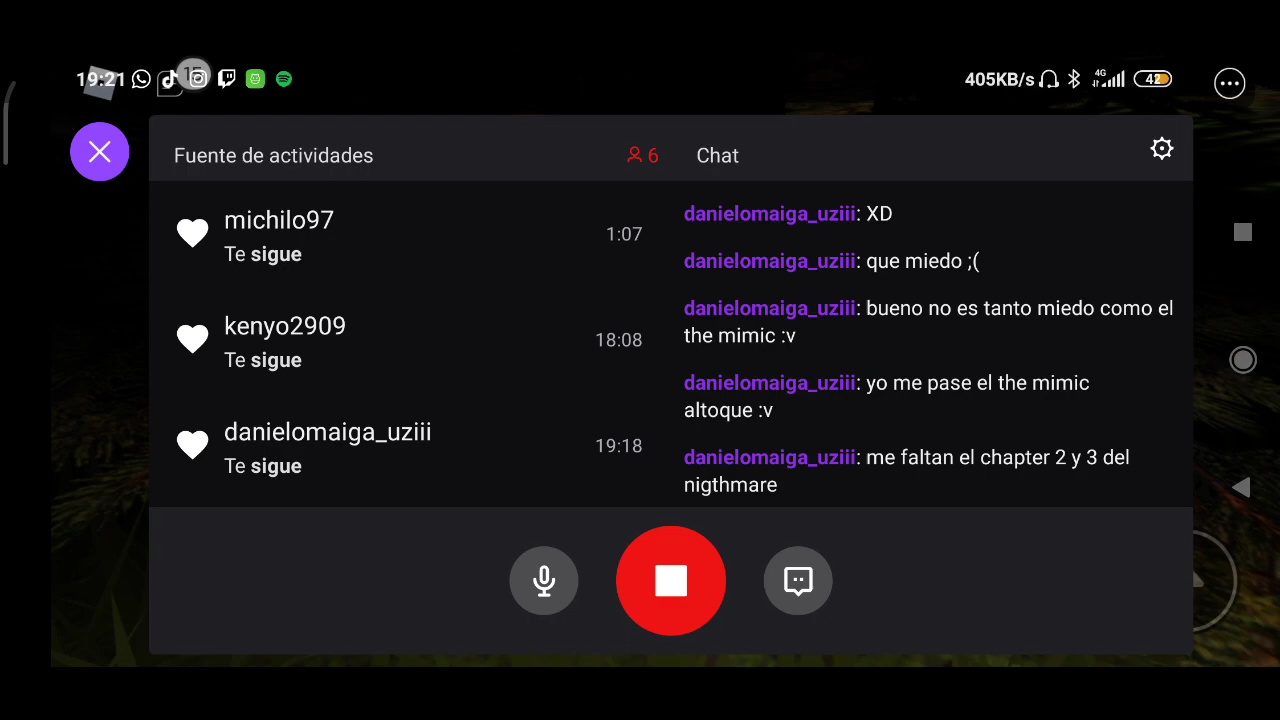 19:21
405KB/s
4G
42
Fuente de actividades
6
Chat
michilo97
Te sigue
1:07
kenyo2909
Te sigue
18:08
danielomaiga_uziii
Te sigue
19:18
danielomaiga_uziii: XD
danielomaiga_uziii: que miedo ;(
danielomaiga_uziii: bueno no es tanto miedo como el
the mimic :v
danielomaiga_uziii: yo me pase el the mimic
altoque :v
danielomaiga_uziii: me faltan el chapter 2 y 3 del
nigthmare